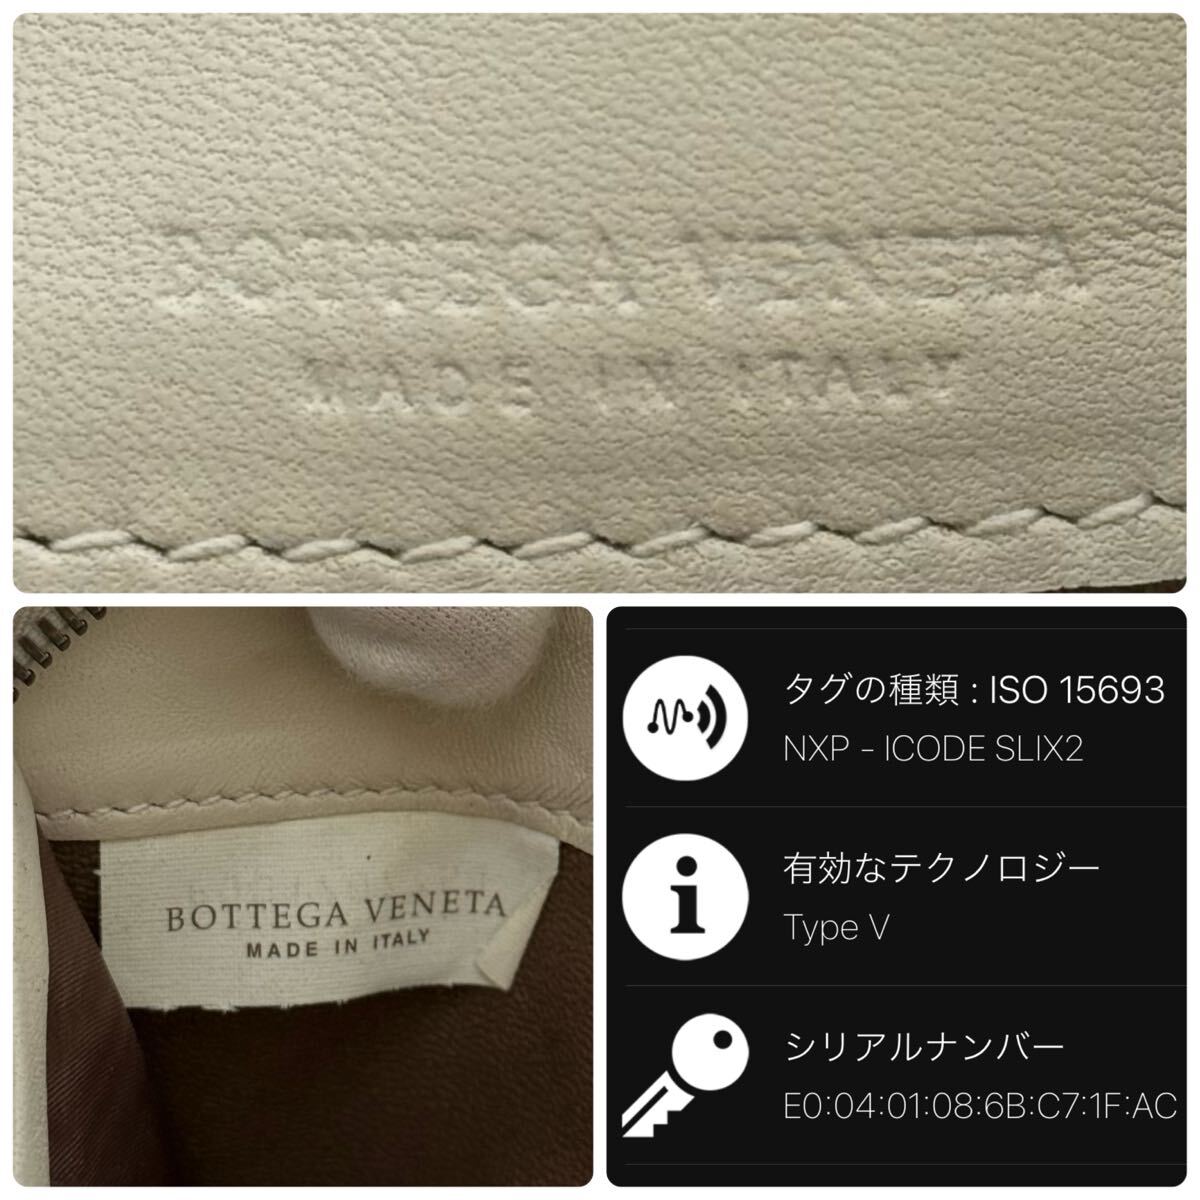 BOTTEGA VENETA
MADE IN ITALY
BOTTEGA VENETA
MADE IN ITALY
タグの種類 : ISO 15693
NXP - ICODE SLIX2
有効なテクノロジー
Type V
シリアルナンバー
E0:04:01:08:6B:C7:1F:AC